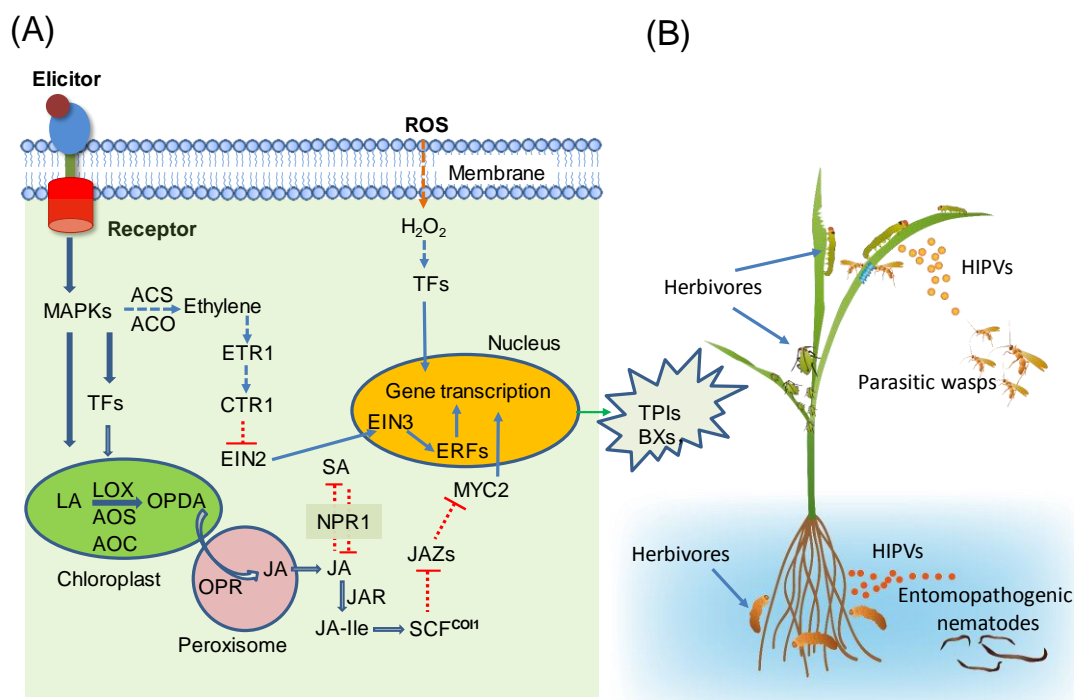 (A)
Elicitor
ROS
Membrane
Receptor
H2O2
TFs
MAPKs
ACS
ACO
Ethylene
ETR1
CTR1
EIN2
TFs
Nucleus
Gene transcription
EIN3
ERFs
MYC2
TPIs
BXs
LA
LOX
AOS
AOC
OPDA
Chloroplast
OPR
JA
Peroxisome
SA
NPR1
JA
JAR
JA-Ile
SCFCOI1
JAZs
(B)
Herbivores
HIPVs
Parasitic wasps
Herbivores
HIPVs
Entomopathogenic
nematodes